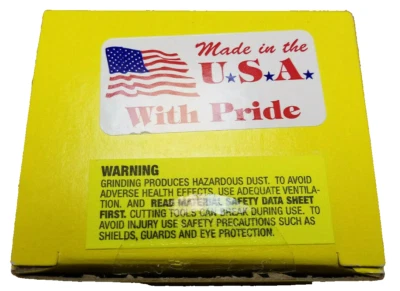 Made in the
U.S.A.
With Pride
WARNING
GRINDING PRODUCES HAZARDOUS DUST. TO AVOID
ADVERSE HEALTH EFFECTS, USE ADEQUATE VENTILA-
TION. AND READ MATERIAL SAFETY DATA SHEET
FIRST. CUTTING TOOLS CAN BREAK DURING USE. TO
AVOID INJURY USE SAFETY PRECAUTIONS SUCH AS
SHIELDS, GUARDS AND EYE PROTECTION.